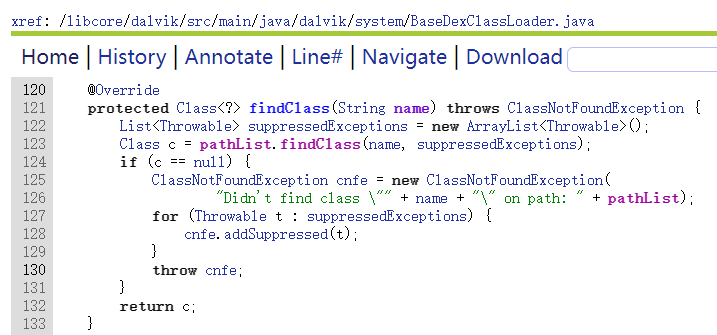 xref: /libcore/dalvik/src/main/java/dalvik/system/BaseDexClassLoader.java
Home | History | Annotate | Line# | Navigate | Download
120     @Override
121     protected Class<?> findClass(String name) throws ClassNotFoundException {
122         List<Throwable> suppressedExceptions = new ArrayList<Throwable>();
123         Class c = pathList.findClass(name, suppressedExceptions);
124         if (c == null) {
125             ClassNotFoundException cnfe = new ClassNotFoundException(
126                     "Didn't find class \"" + name + "\" on path: " + pathList);
127             for (Throwable t : suppressedExceptions) {
128                 cnfe.addSuppressed(t);
129             }
130             throw cnfe;
131         }
132         return c;
133     }